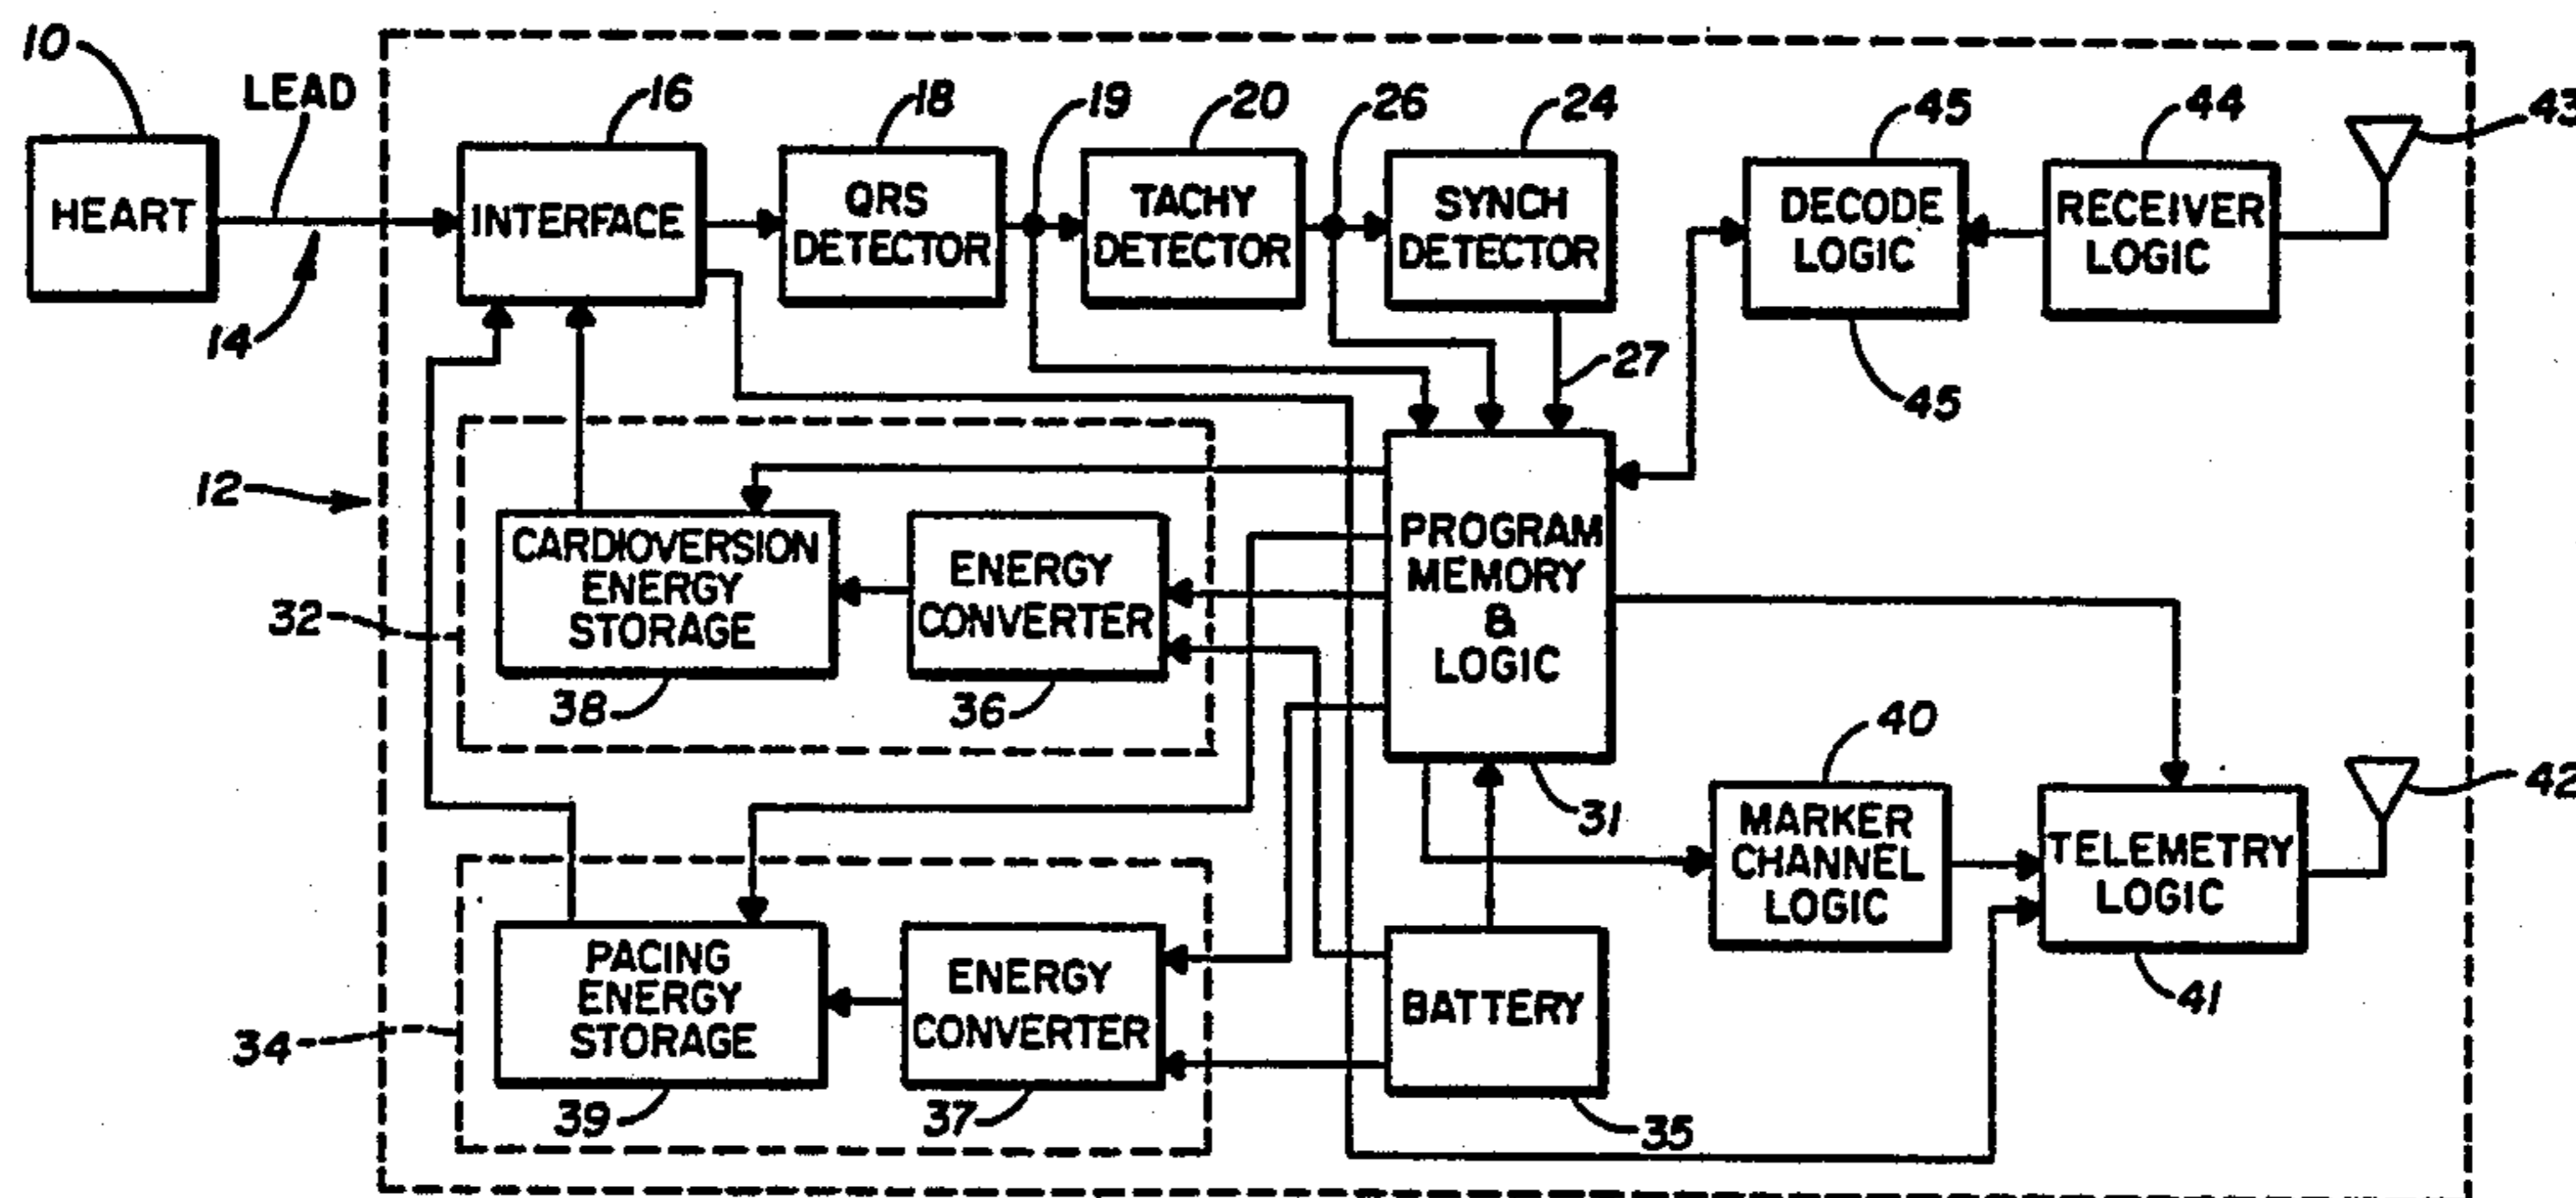 10
LEAD
16
18
19
20
26
24
45
44
43
HEART
INTERFACE
QRS
DETECTOR
TACHY
DETECTOR
SYNCH
DETECTOR
DECODE
LOGIC
RECEIVER
LOGIC
14
27
45
12
CARDIOVERSION
ENERGY
STORAGE
ENERGY
CONVERTER
PROGRAM
MEMORY
&
LOGIC
32
38
36
40
42
31
MARKER
CHANNEL
LOGIC
TELEMETRY
LOGIC
PACING
ENERGY
STORAGE
ENERGY
CONVERTER
BATTERY
41
34
39
37
35